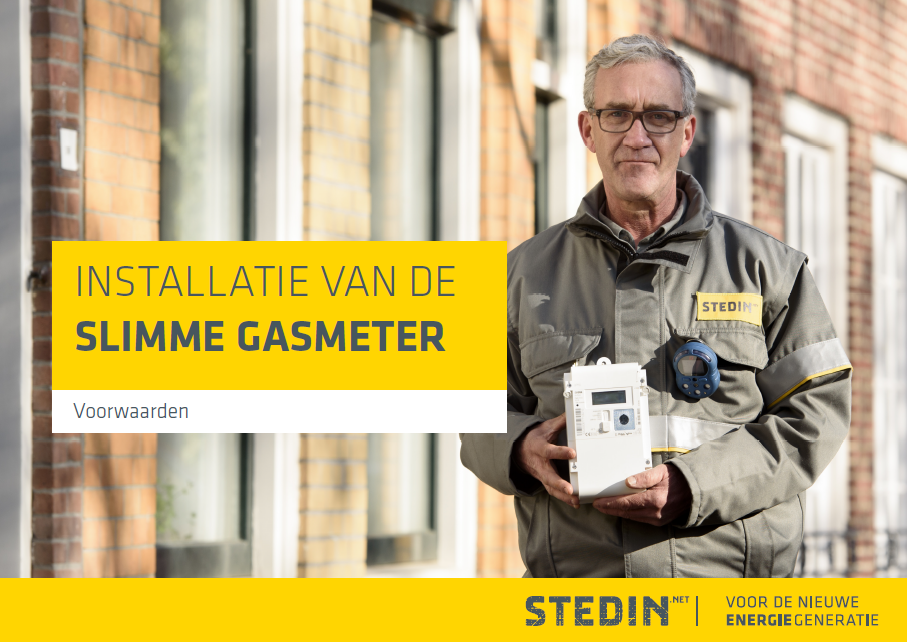 INSTALLATIE VAN DE
SLIMME GASMETER
Voorwaarden
STEDIN
STEDIN.NET
VOOR DE NIEUWE
ENERGIEGENERATIE